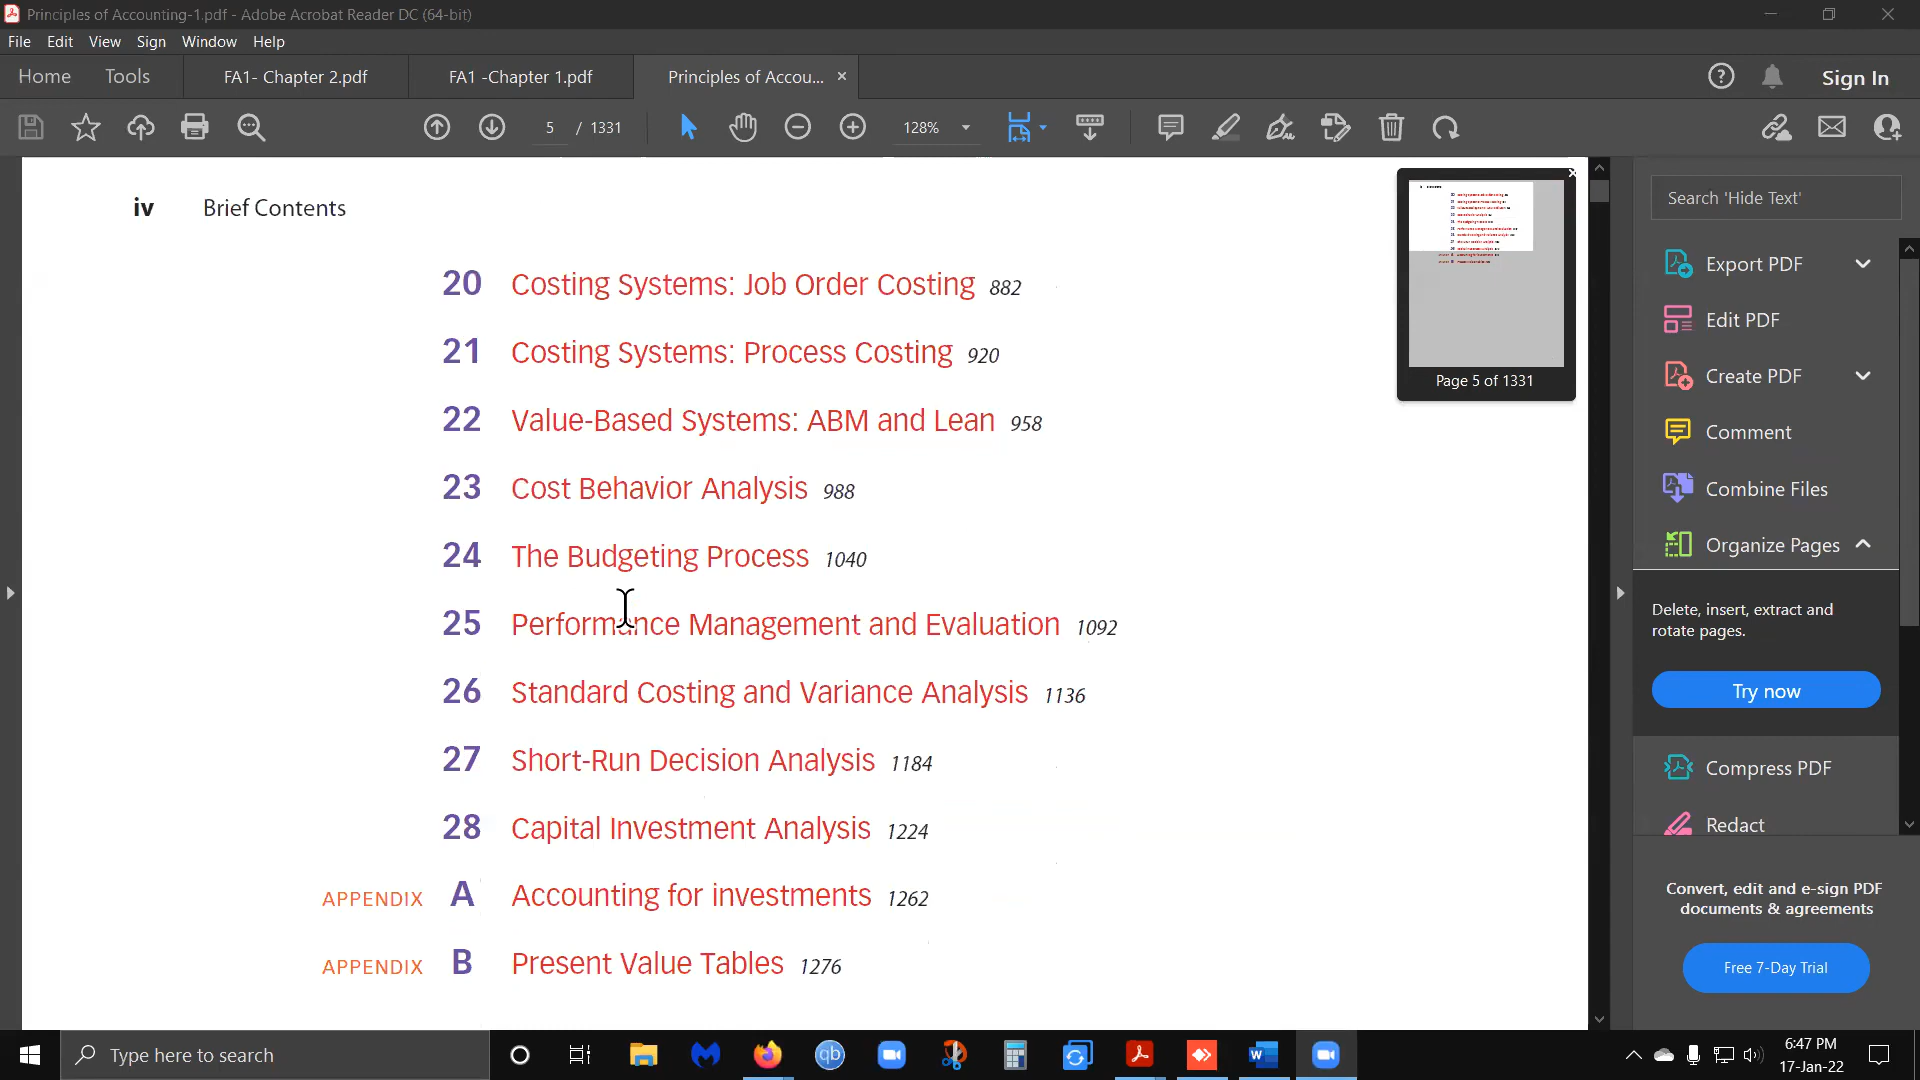 Principles of Accounting-1.pdf - Adobe Acrobat Reader DC (64-bit)
File Edit View Sign Window Help
Home Tools FA1- Chapter 2.pdf FA1 -Chapter 1.pdf Principles of Accou... × Sign In
5 / 1331 128%
iv Brief Contents
20 Costing Systems: Job Order Costing 882
21 Costing Systems: Process Costing 920
22 Value-Based Systems: ABM and Lean 958
23 Cost Behavior Analysis 988
24 The Budgeting Process 1040
25 Performance Management and Evaluation 1092
26 Standard Costing and Variance Analysis 1136
27 Short-Run Decision Analysis 1184
28 Capital Investment Analysis 1224
APPENDIX A Accounting for investments 1262
APPENDIX B Present Value Tables 1276
Page 5 of 1331
Search 'Hide Text'
Export PDF
Edit PDF
Create PDF
Comment
Combine Files
Organize Pages
Delete, insert, extract and
rotate pages.
Try now
Compress PDF
Redact
Convert, edit and e-sign PDF
documents & agreements
Free 7-Day Trial
Type here to search
qb
6:47 PM
17-Jan-22